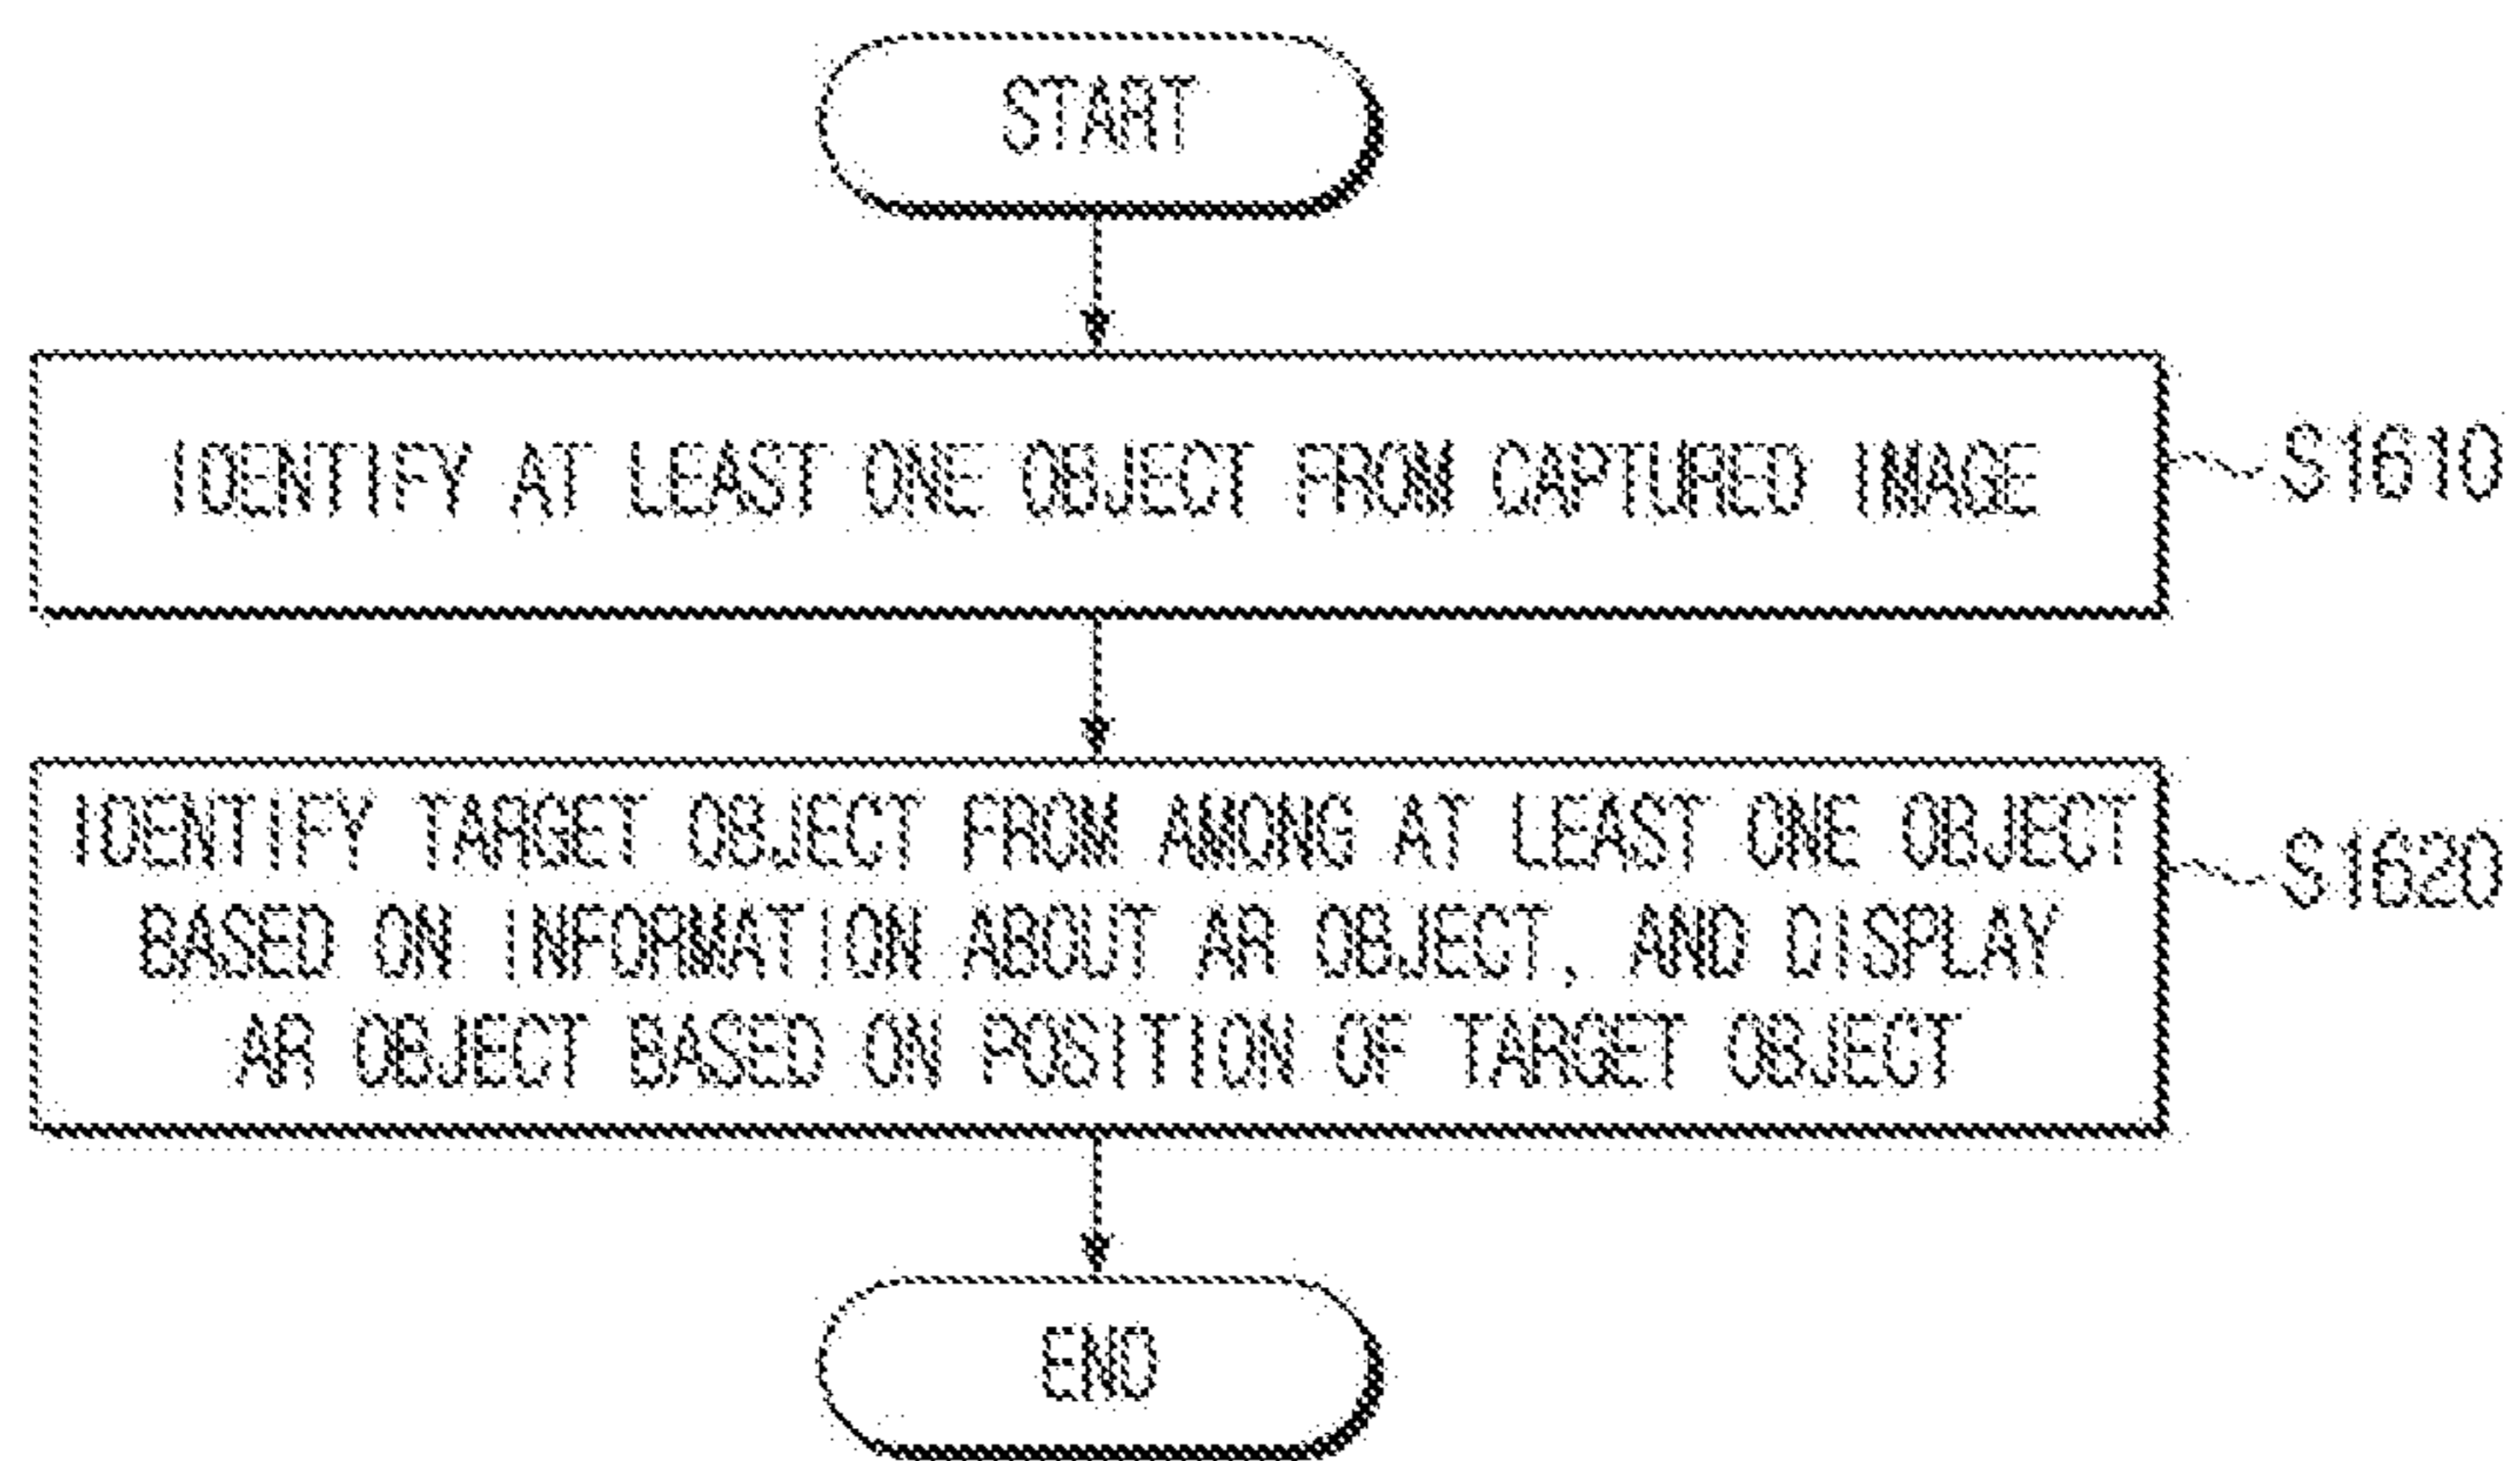 START
IDENTIFY AT LEAST ONE OBJECT FROM CAPTURED IMAGE
S1610
IDENTIFY TARGET OBJECT FROM AMONG AT LEAST ONE OBJECT
BASED ON INFORMATION ABOUT AR OBJECT, AND DISPLAY
AR OBJECT BASED ON POSITION OF TARGET OBJECT
S1620
END